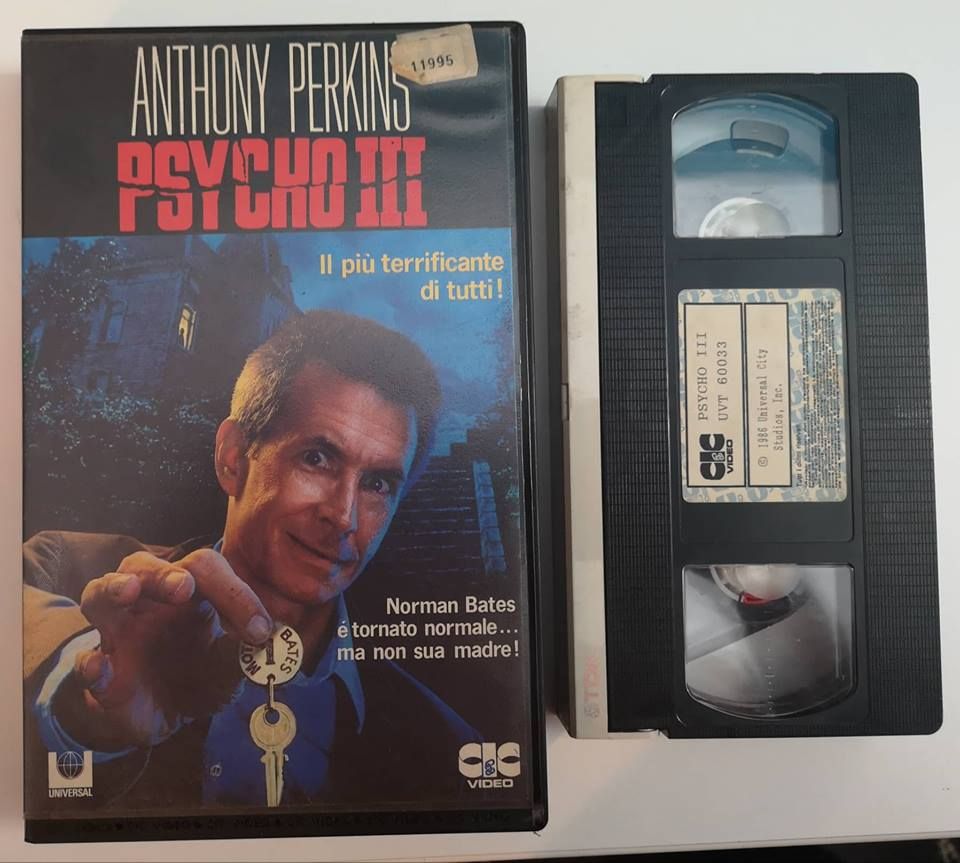 ANTHONY PERKINS
11995
PSYCHO III
Il più terrificante
di tutti!
Norman Bates
é tornato normale...
ma non sua madre!
BATES
1
UNIVERSAL
CIC
VIDEO
CIC
VIDEO
PSYCHO III
UVT 60033
© 1986 Universal City
Studios, Inc.
TDK